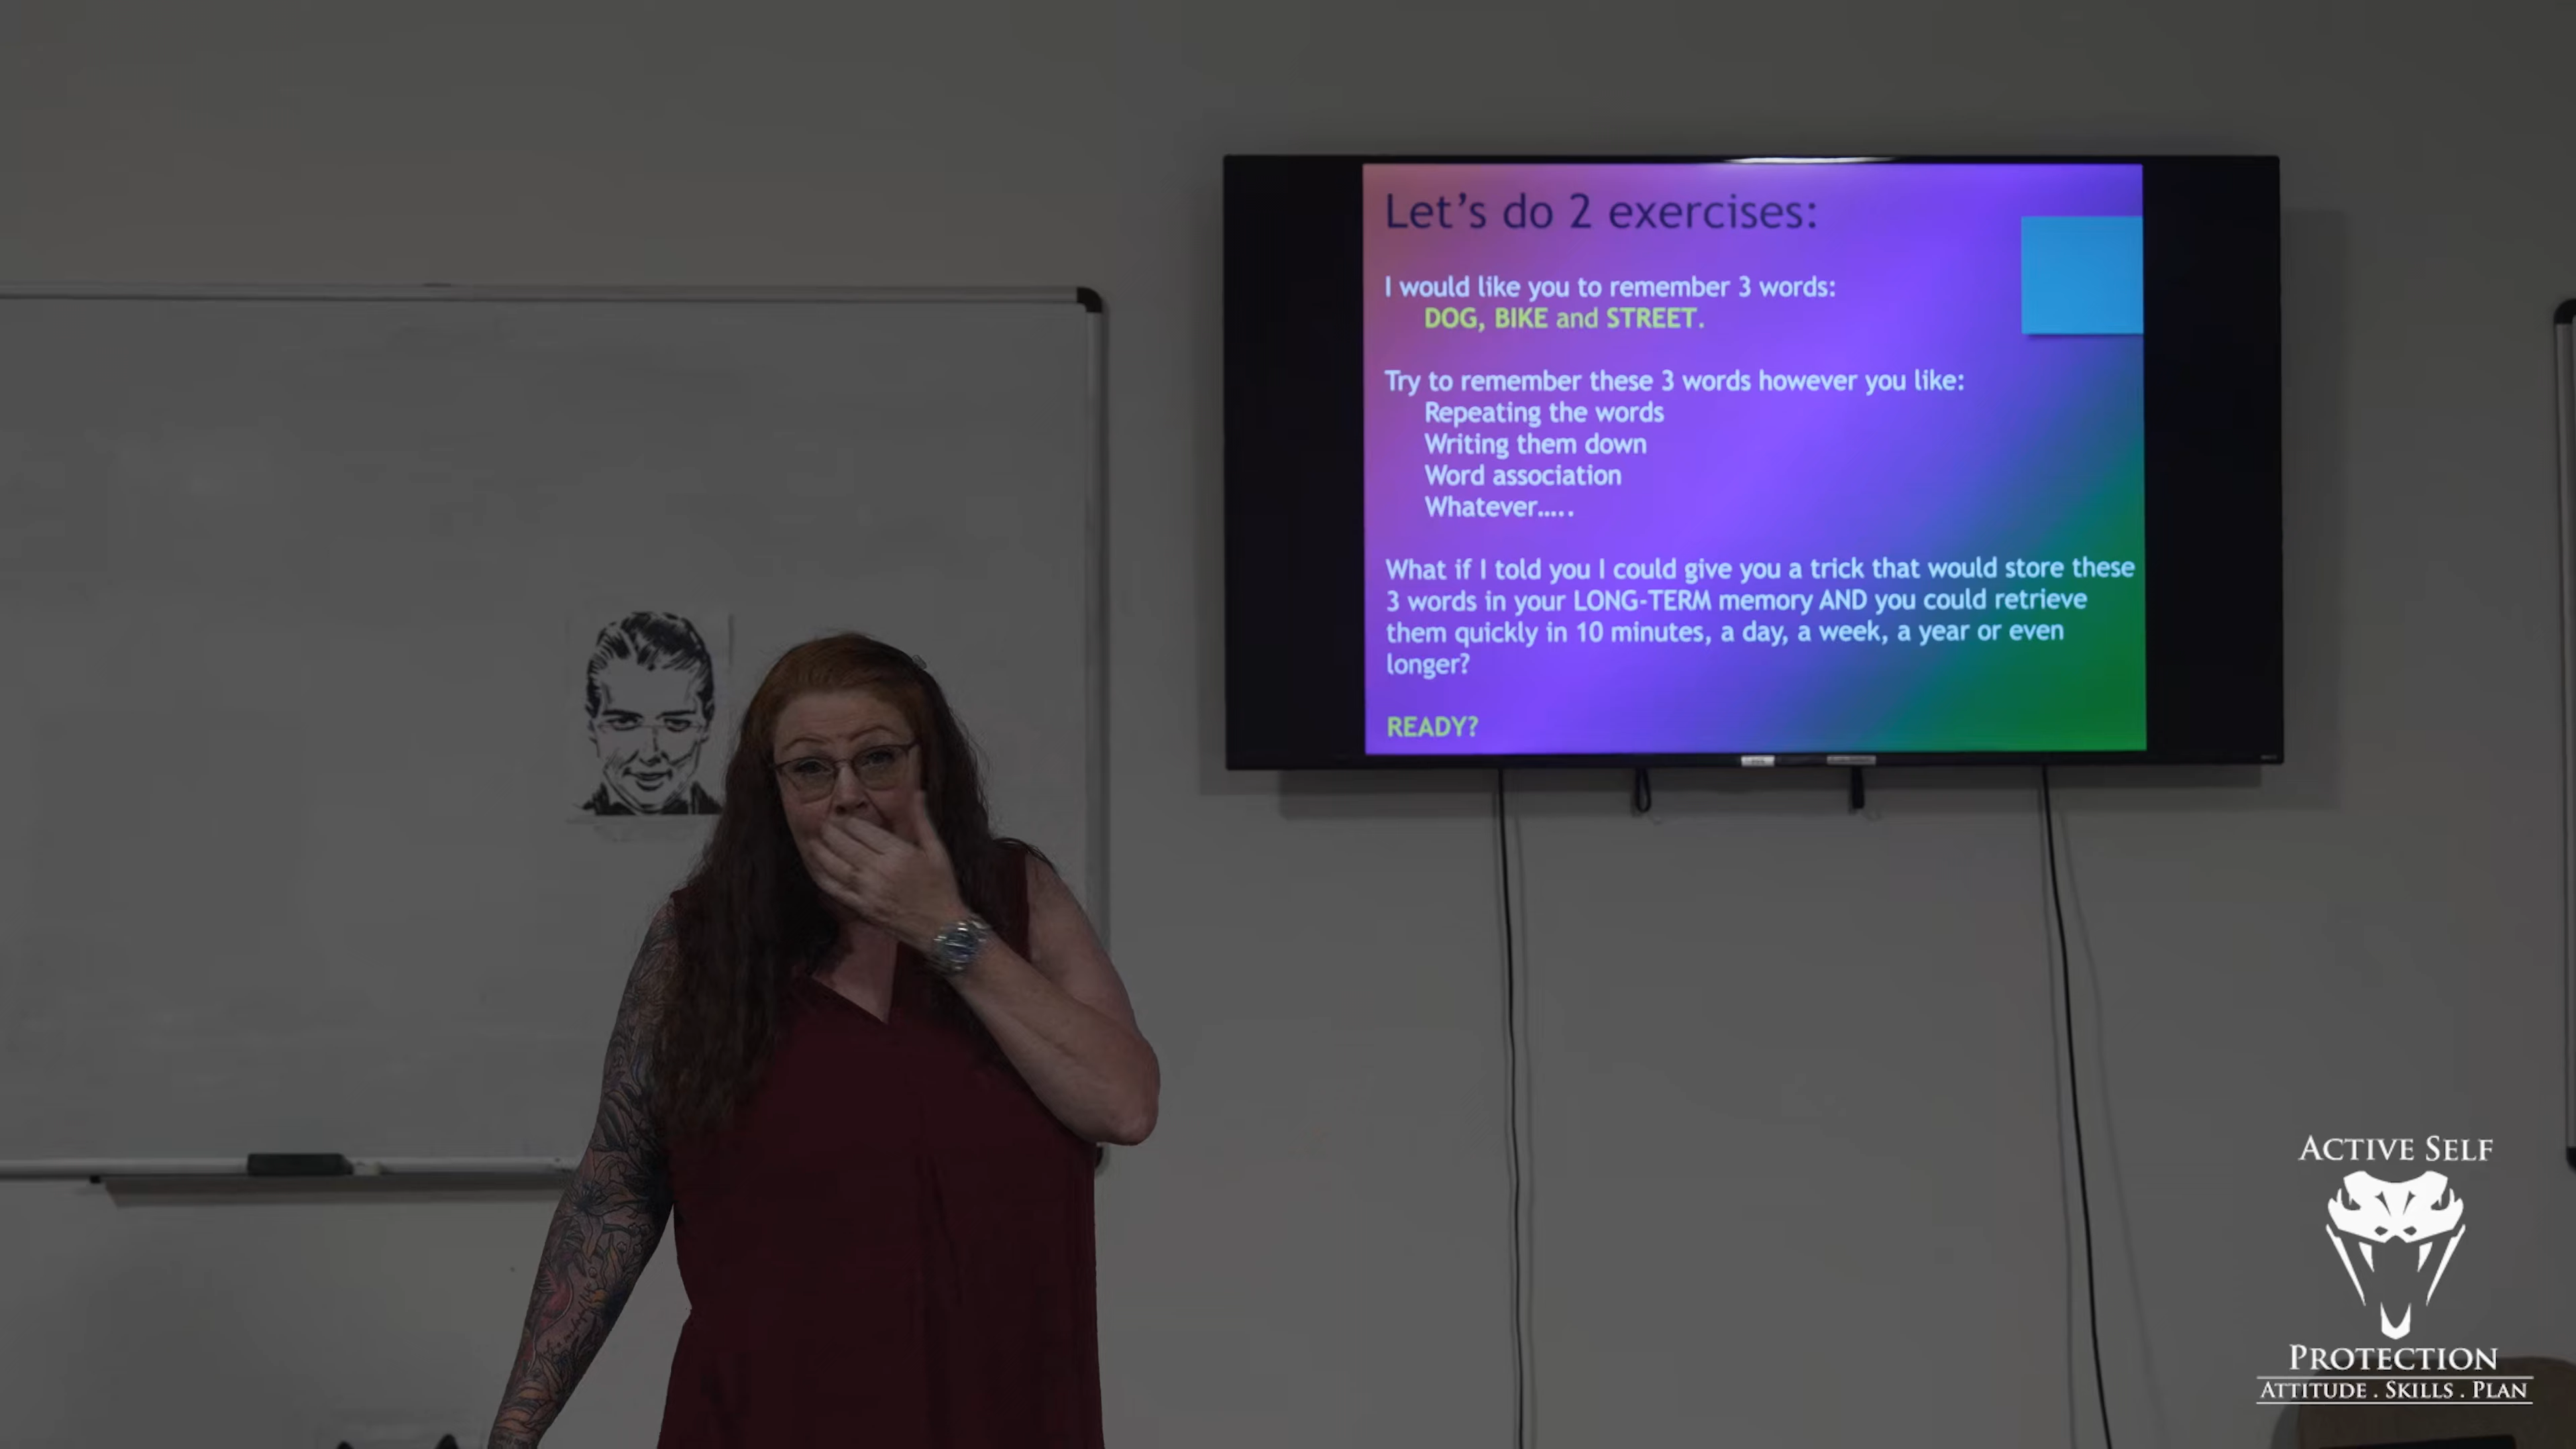 Let's do 2 exercises:
I would like you to remember 3 words:
DOG, BIKE and STREET.
Try to remember these 3 words however you like:
Repeating the words
Writing them down
Word association
Whatever.....
What if I told you I could give you a trick that would store these
3 words in your LONG-TERM memory AND you could retrieve
them quickly in 10 minutes, a day, a week, a year or even
longer?
READY?
ACTIVE SELF
PROTECTION
ATTITUDE . SKILLS . PLAN